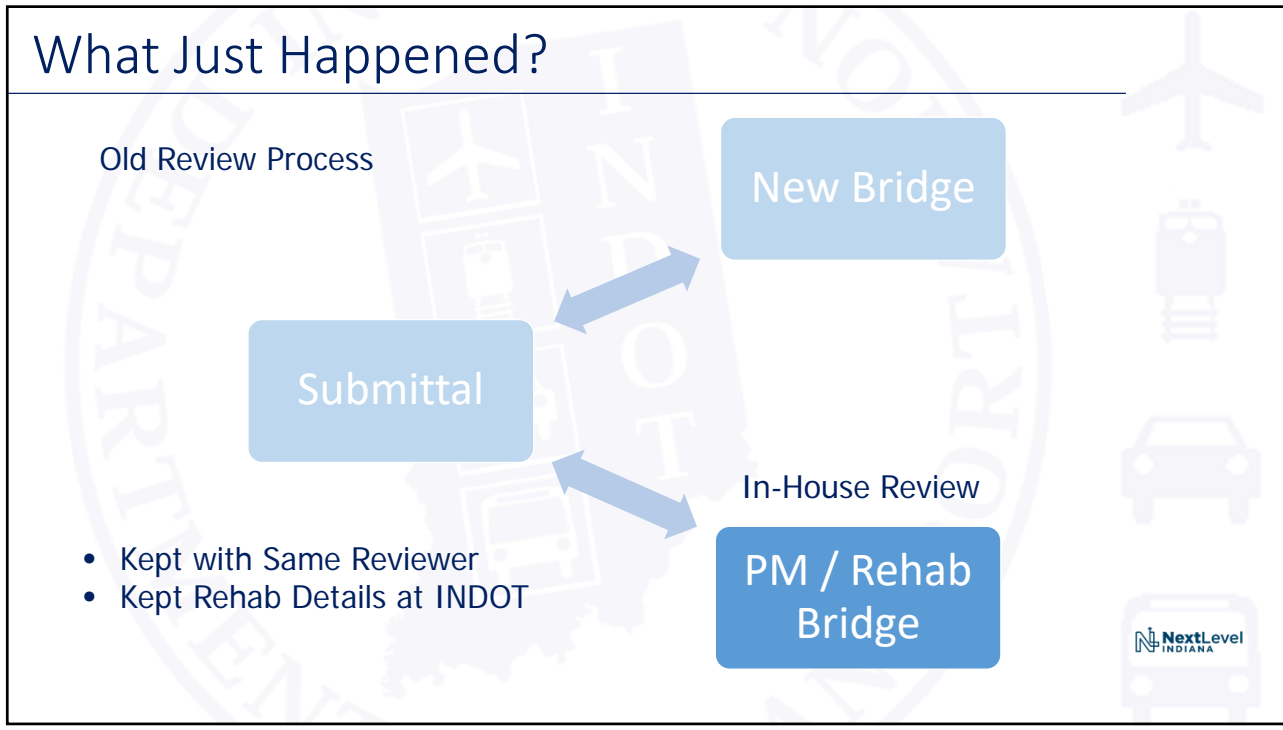 What Just Happened?
Old Review Process
New Bridge
Submittal
In-House Review
PM / Rehab
Bridge
• Kept with Same Reviewer
• Kept Rehab Details at INDOT
NextLevel
INDIANA
INDOT